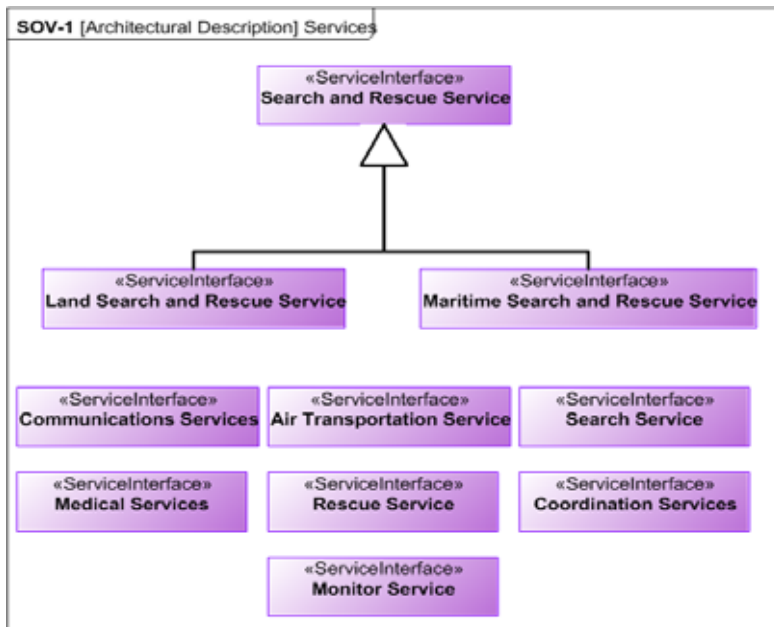 SOV-1 [Architectural Description] Services
«ServiceInterface»
Search and Rescue Service
«ServiceInterface»
Land Search and Rescue Service
«ServiceInterface»
Maritime Search and Rescue Service
«ServiceInterface»
Communications Services
«ServiceInterface»
Air Transportation Service
«ServiceInterface»
Search Service
«ServiceInterface»
Medical Services
«ServiceInterface»
Rescue Service
«ServiceInterface»
Coordination Services
«ServiceInterface»
Monitor Service